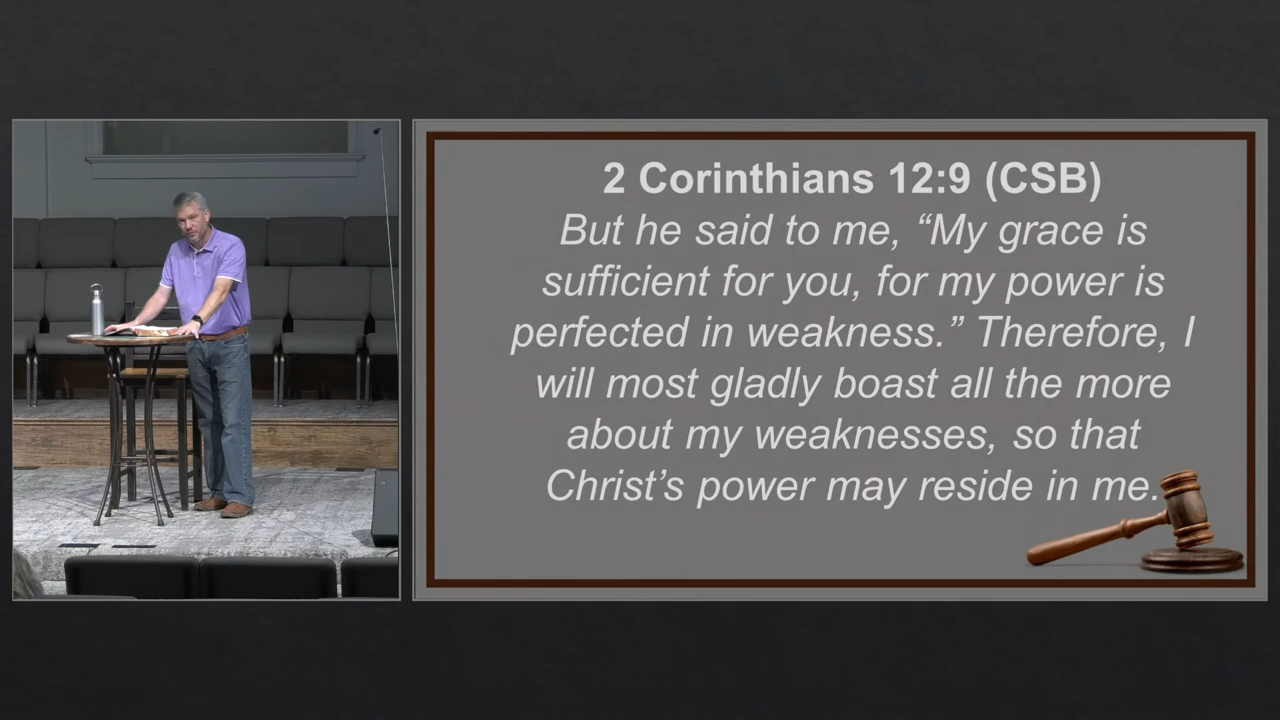 2 Corinthians 12:9 (CSB)
But he said to me, “My grace is
sufficient for you, for my power is
perfected in weakness.” Therefore, I
will most gladly boast all the more
about my weaknesses, so that
Christ’s power may reside in me.